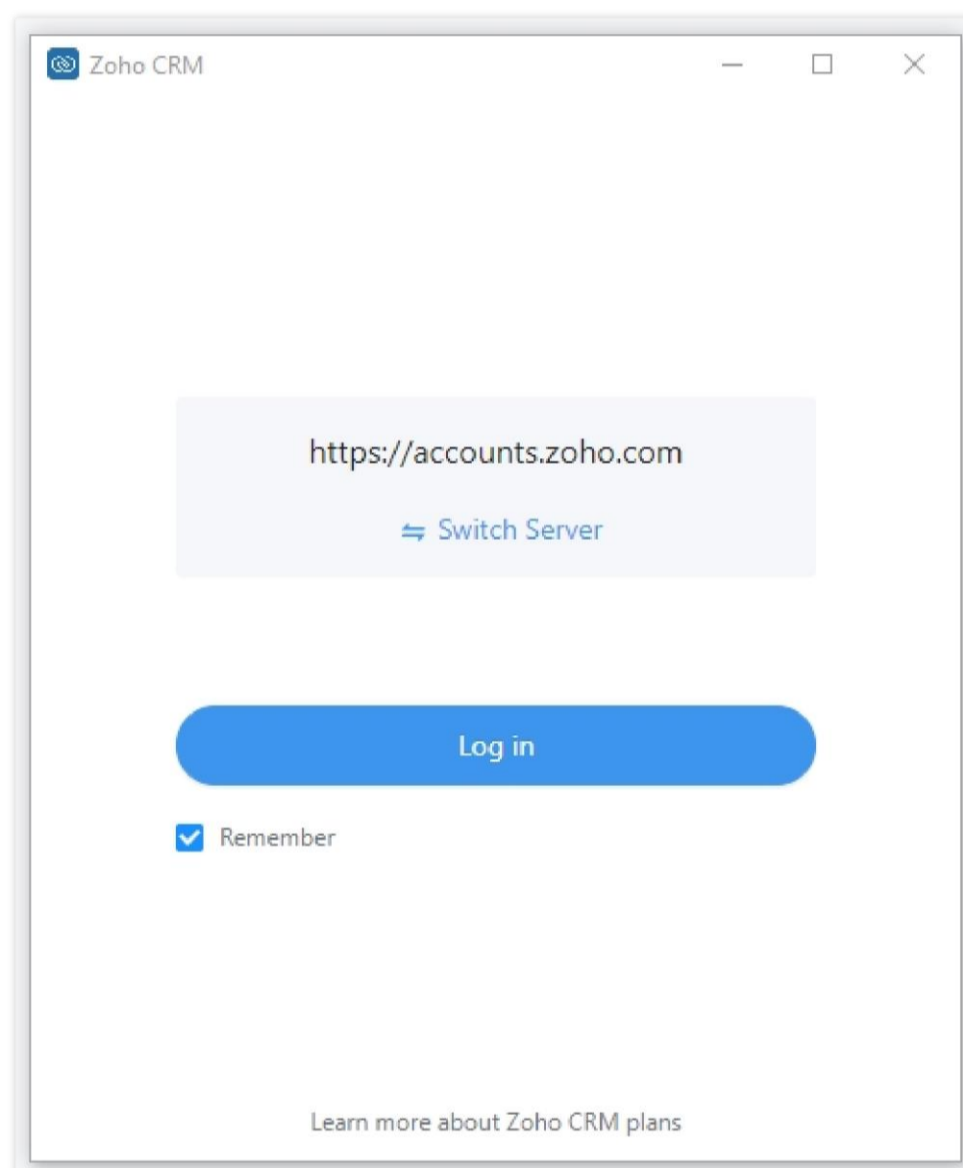 Zoho CRM
https://accounts.zoho.com
⇋ Switch Server
Log in
Remember
Learn more about Zoho CRM plans